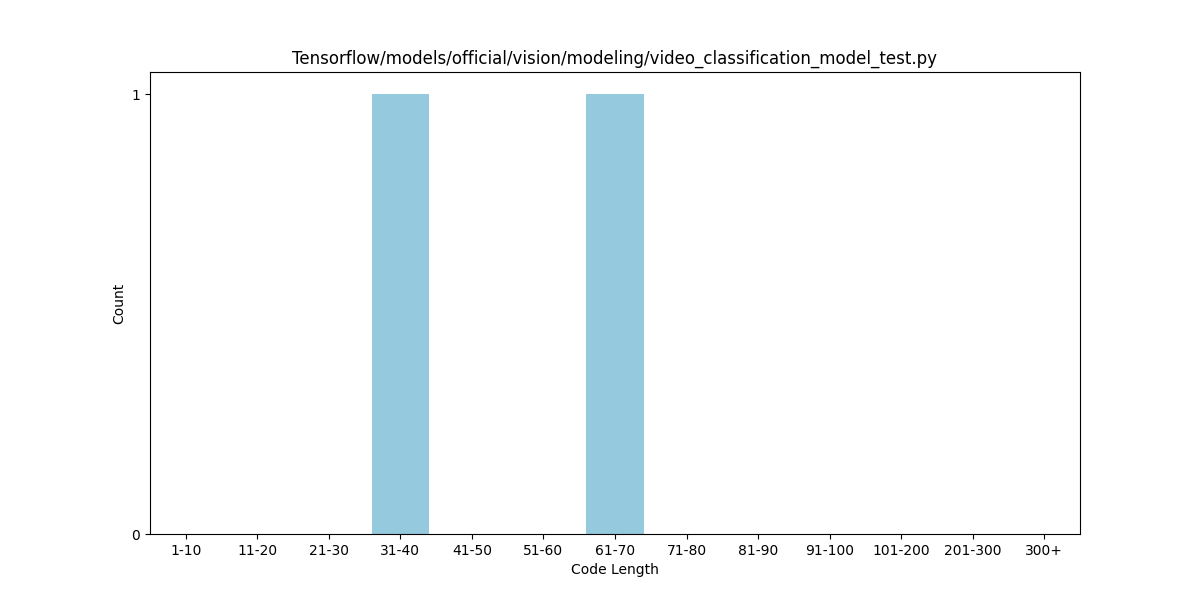 Tensorflow/models/official/vision/modeling/video_classification_model_test.py
1
Count
0
1-10 11-20 21-30 31-40 41-50 51-60 61-70 71-80 81-90 91-100 101-200 201-300 300+
Code Length